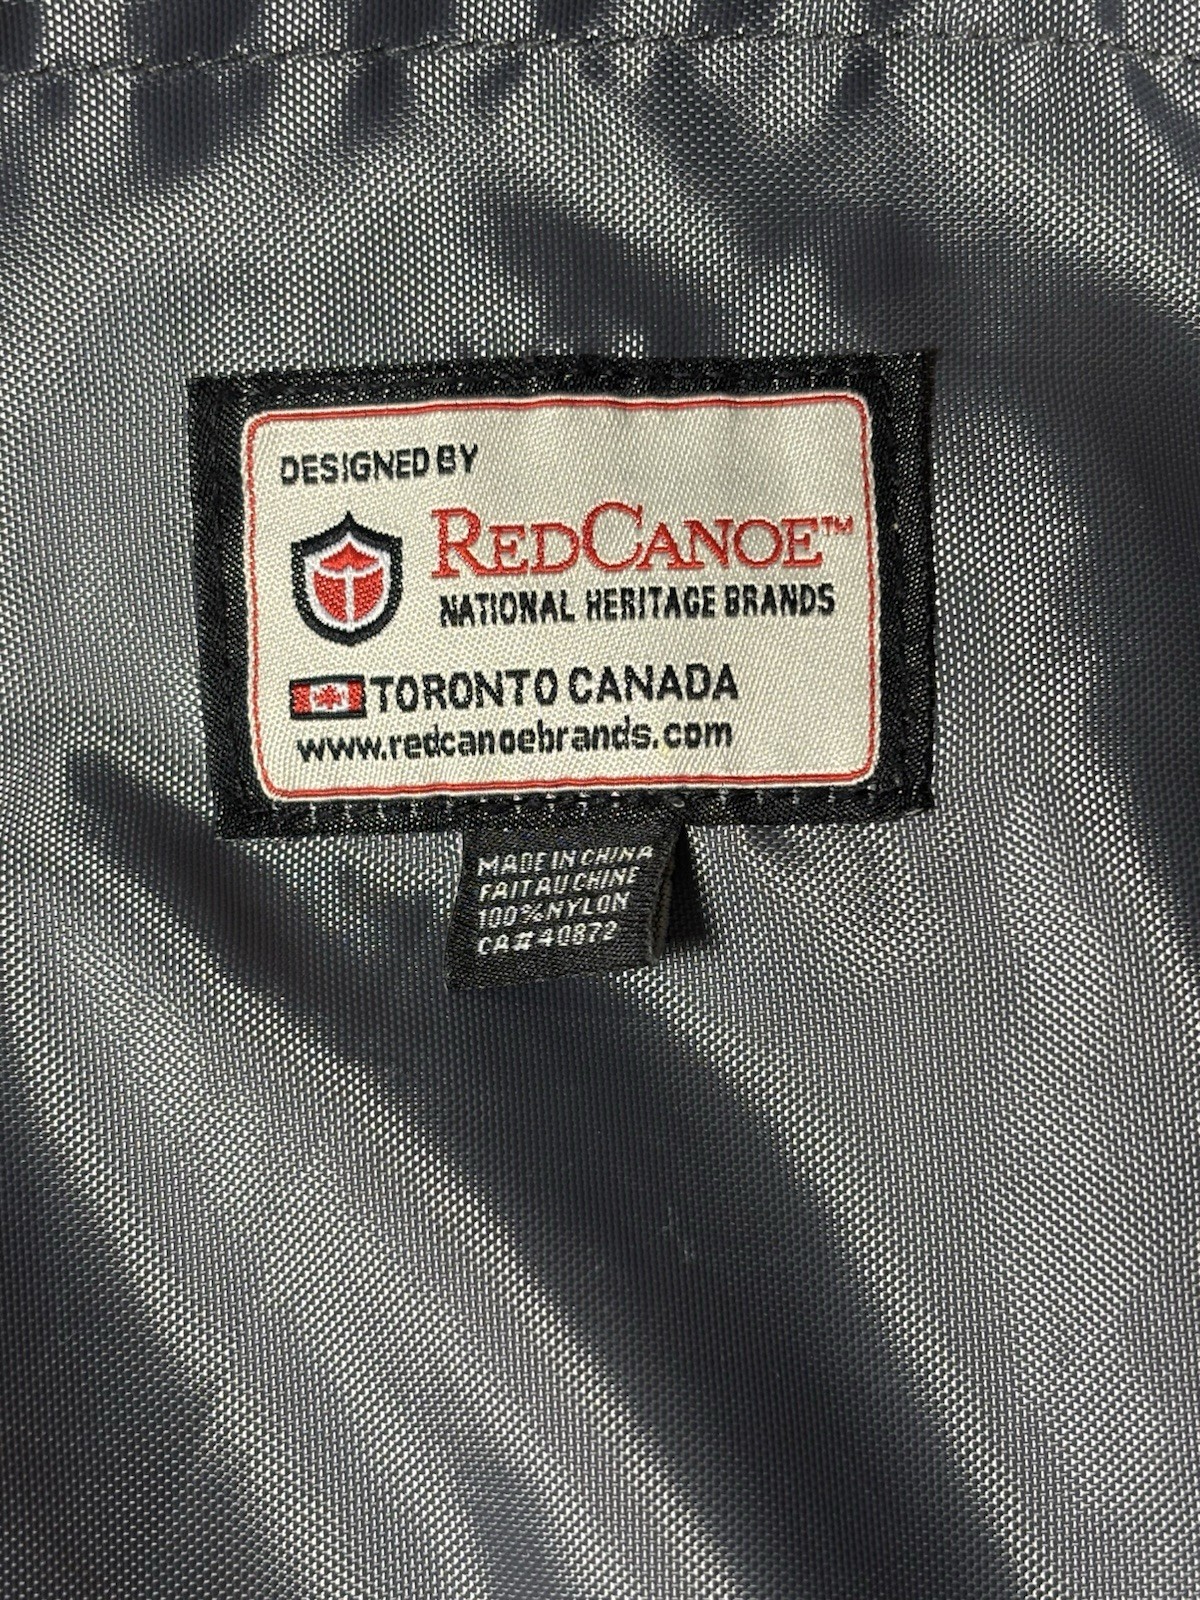 DESIGNED BY
REDCANOE™
NATIONAL HERITAGE BRANDS
TORONTO CANADA
www.redcanoebrands.com
MADE IN CHINA
FAIT AU CHINE
100% NYLON
CA# 40872